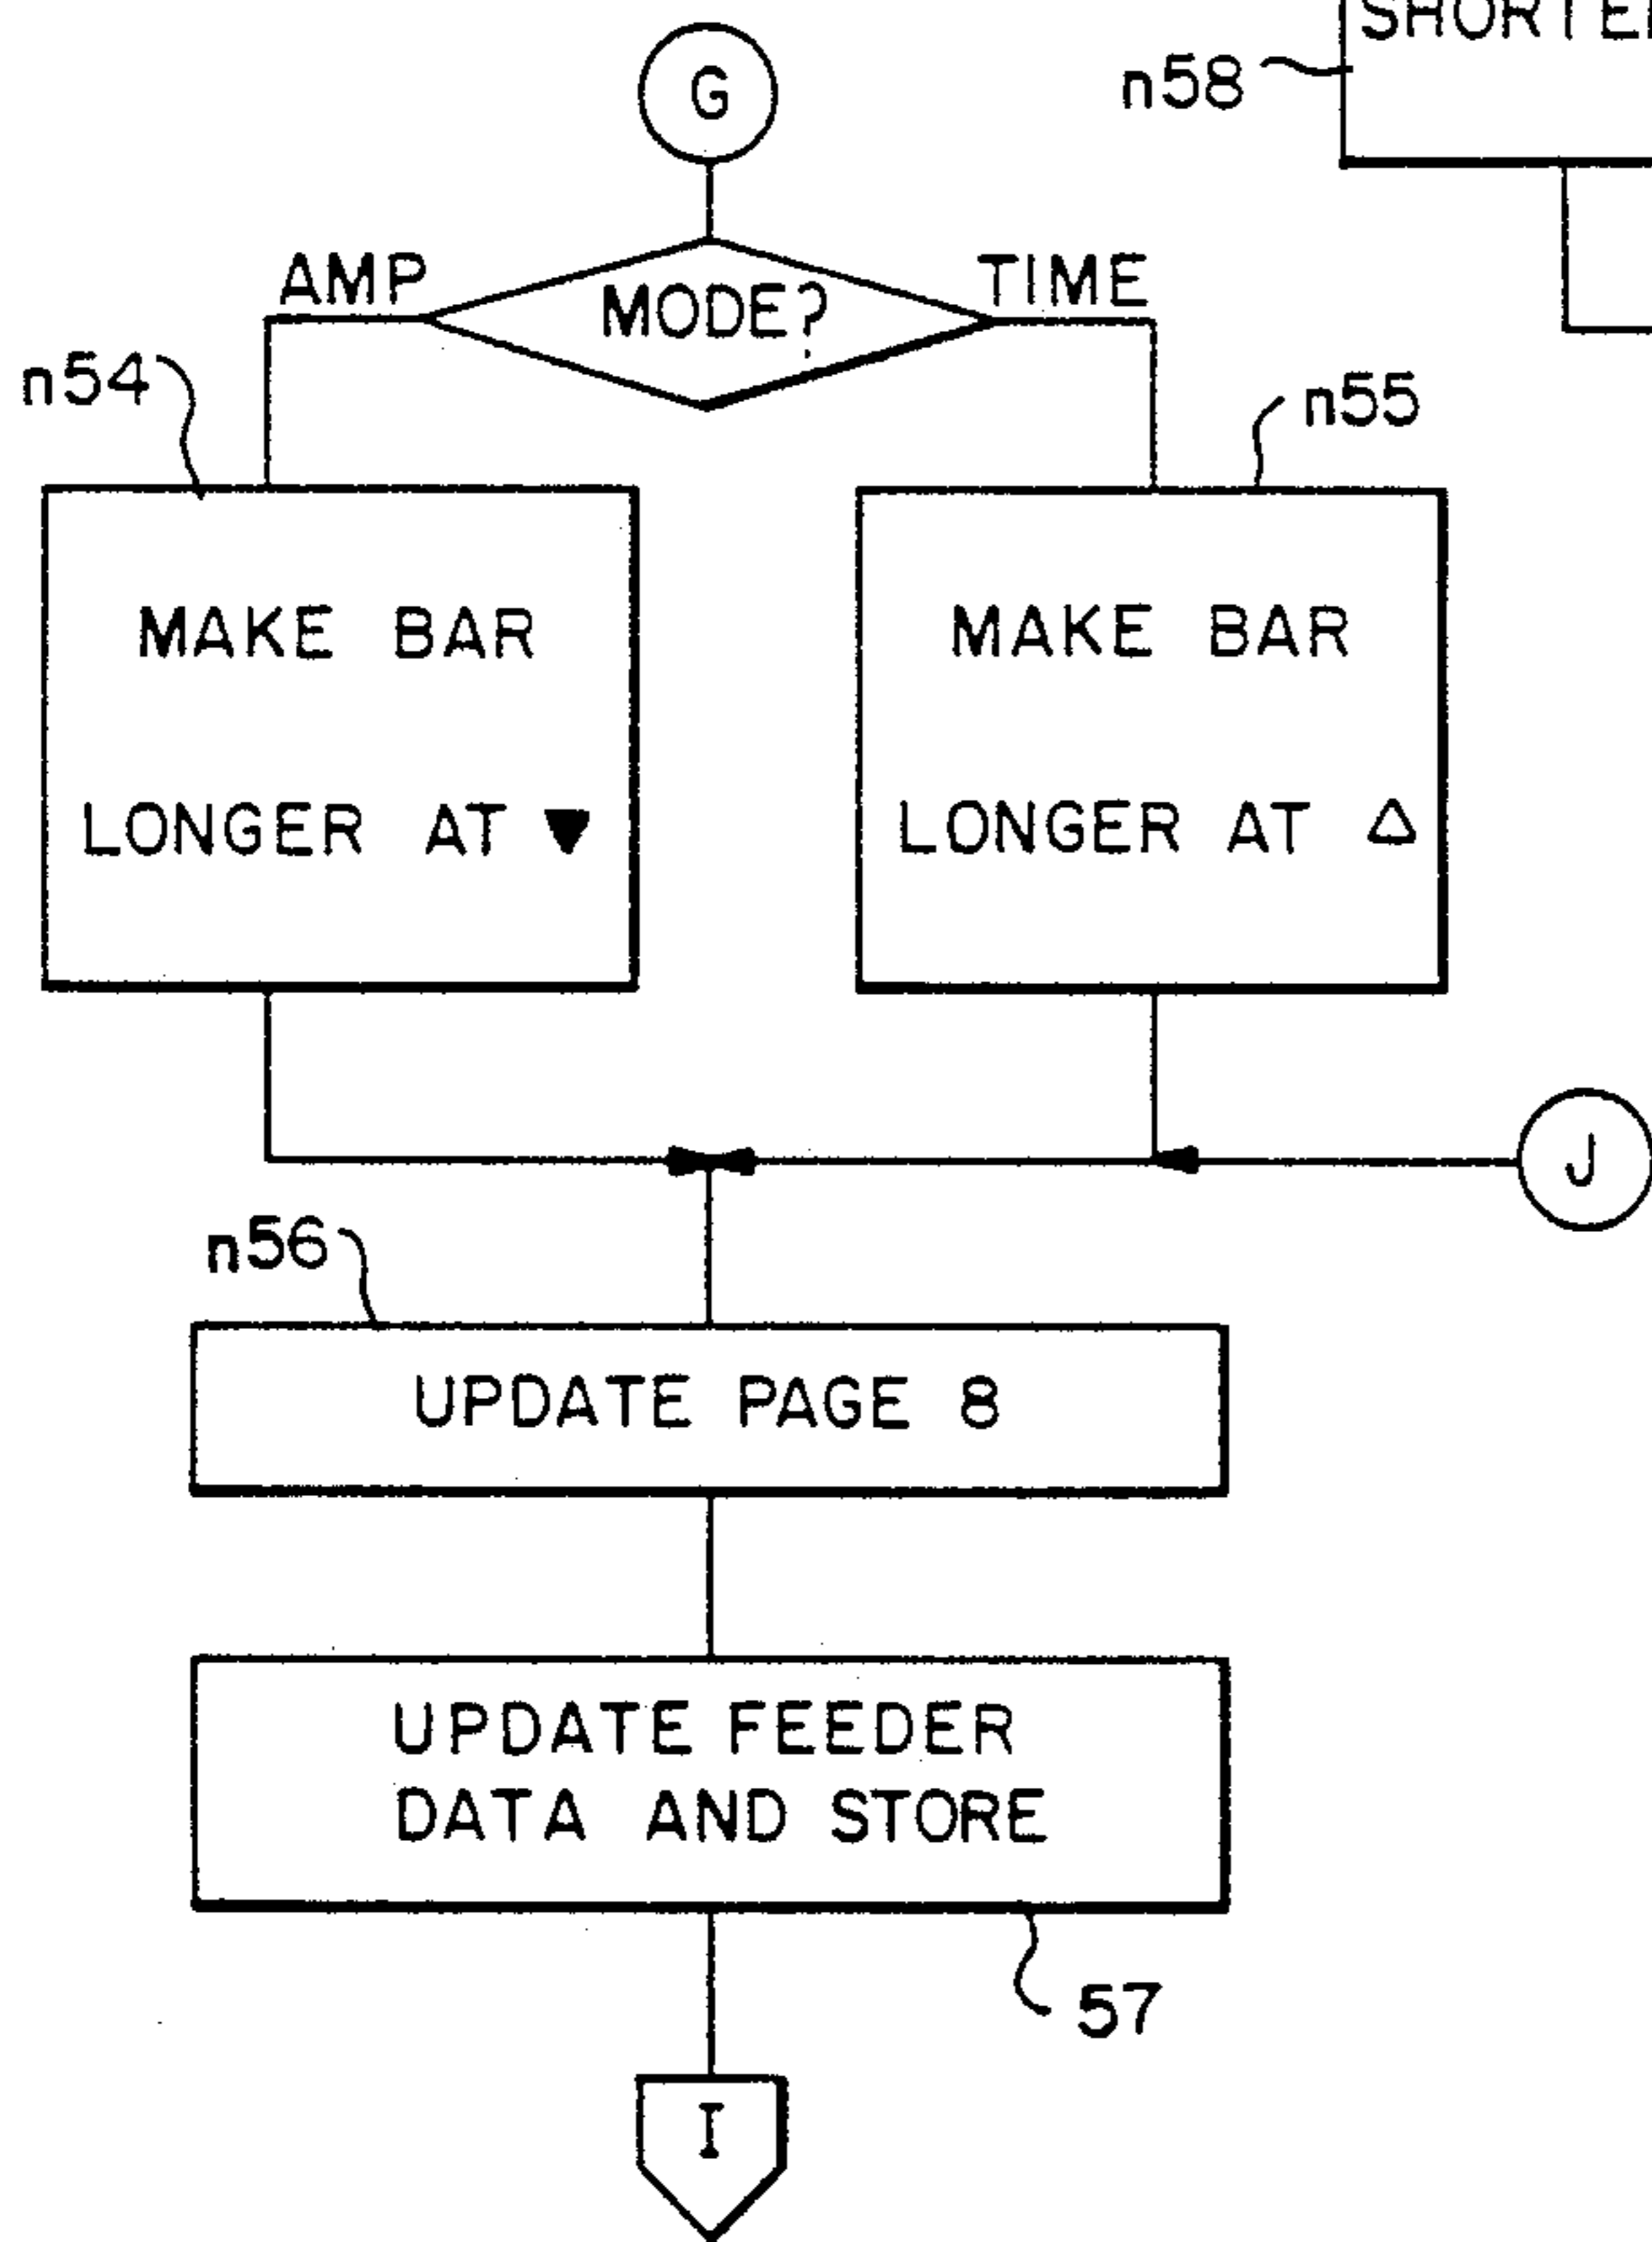 G
SHORTE
n58
AMP
MODE?
TIME
n54
n55
MAKE BAR
LONGER AT ▼
MAKE BAR
LONGER AT △
J
n56
UPDATE PAGE 8
UPDATE FEEDER
DATA AND STORE
57
I